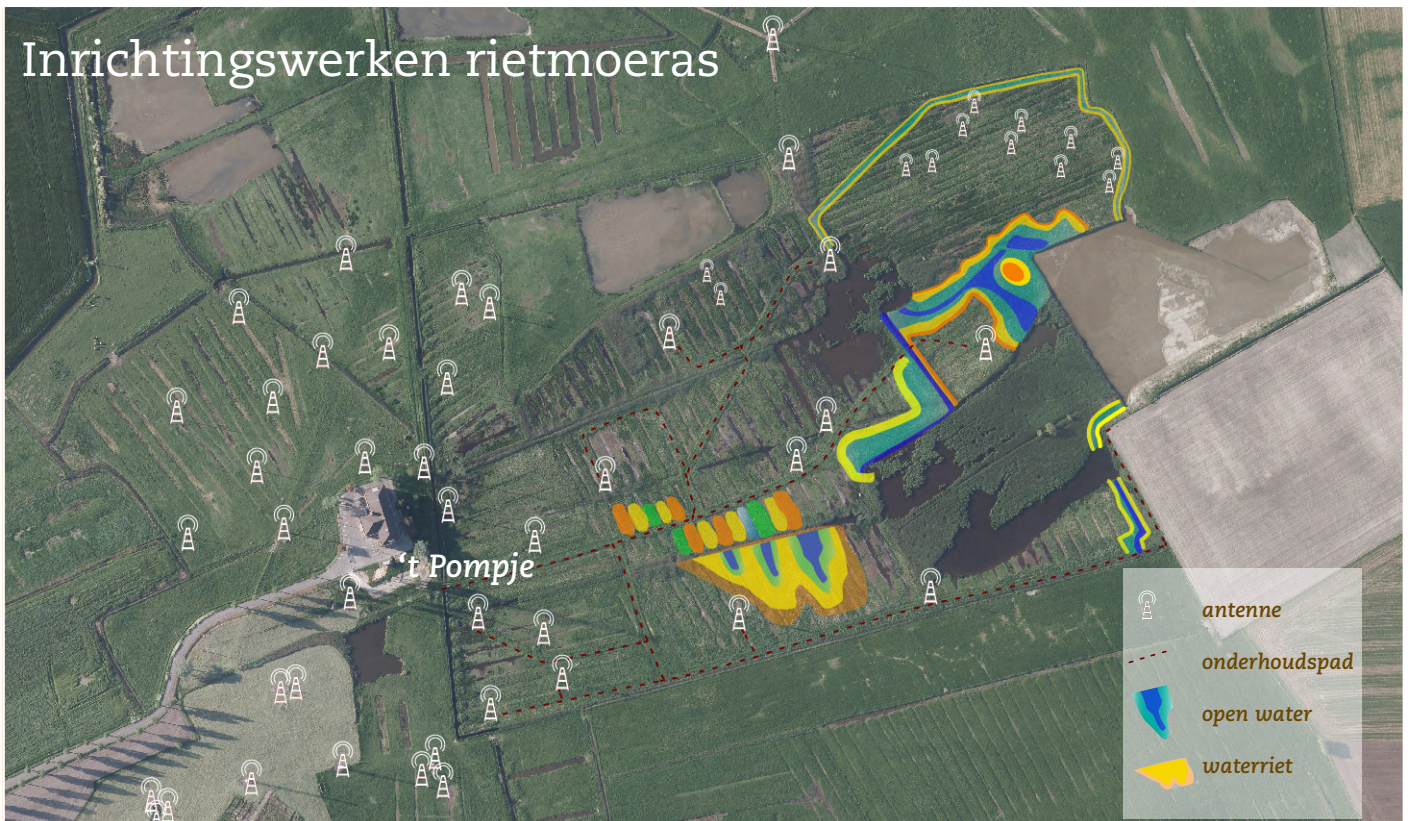 Inrichtingswerken rietmoeras
‘t Pompje
antenne
onderhoudspad
open water
waterriet